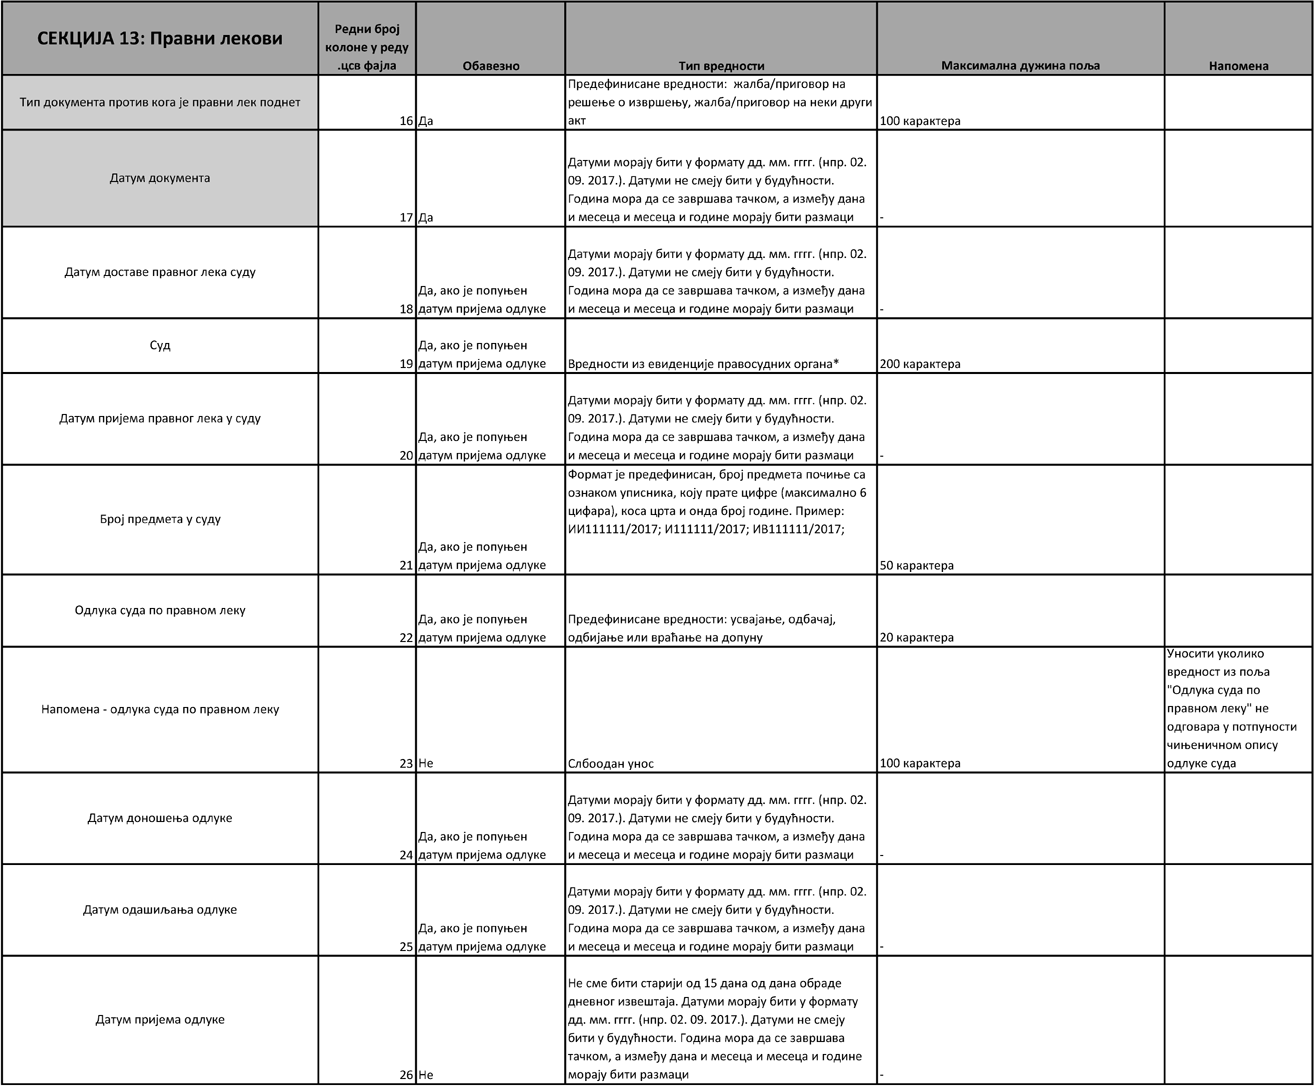 СЕКЦИЈА 13: Правни лекови
Редни број
колоне у реду
.цсв фајла
Обавезно
Тип вредности
Максимална дужина поља
Напомена
Тип документа против кога је правни лек поднет
16
Да
Предефинисане вредности:  жалба/приговор на
решење о извршењу, жалба/приговор на неки други
акт
100 карактера
Датум документа
17
Да
Датуми морају бити у формату дд. мм. гггг. (нпр. 02.
09. 2017.). Датуми не смеју бити у будућности.
Година мора да се завршава тачком, а између дана
и месеца и месеца и године морају бити размаци
-
Датум доставе правног лека суду
18
Да, ако је попуњен
датум пријема одлуке
Датуми морају бити у формату дд. мм. гггг. (нпр. 02.
09. 2017.). Датуми не смеју бити у будућности.
Година мора да се завршава тачком, а између дана
и месеца и месеца и године морају бити размаци
-
Суд
19
Да, ако је попуњен
датум пријема одлуке
Вредности из евиденције правосудних органа*
200 карактера
Датум пријема правног лека у суду
20
Да, ако је попуњен
датум пријема одлуке
Датуми морају бити у формату дд. мм. гггг. (нпр. 02.
09. 2017.). Датуми не смеју бити у будућности.
Година мора да се завршава тачком, а између дана
и месеца и месеца и године морају бити размаци
-
Број предмета у суду
21
Да, ако је попуњен
датум пријема одлуке
Формат је предефинисан, број предмета почиње са
ознаком уписника, коју прате цифре (максимално 6
цифара), коса црта и онда број године. Пример:
ИИ111111/2017; И111111/2017; ИВ111111/2017;
50 карактера
Одлука суда по правном леку
22
Да, ако је попуњен
датум пријема одлуке
Предефинисане вредности: усвајање, одбачај,
одбијање или враћање на допуну
20 карактера
Напомена - одлука суда по правном леку
23
Не
Слбоодан унос
100 карактера
Уносити уколико
вредност из поља
"Одлука суда по
правном леку" не
одговара у потпуности
чињеничном опису
одлуке суда
Датум доношења одлуке
24
Да, ако је попуњен
датум пријема одлуке
Датуми морају бити у формату дд. мм. гггг. (нпр. 02.
09. 2017.). Датуми не смеју бити у будућности.
Година мора да се завршава тачком, а између дана
и месеца и месеца и године морају бити размаци
-
Датум одашиљања одлуке
25
Да, ако је попуњен
датум пријема одлуке
Датуми морају бити у формату дд. мм. гггг. (нпр. 02.
09. 2017.). Датуми не смеју бити у будућности.
Година мора да се завршава тачком, а између дана
и месеца и месеца и године морају бити размаци
-
Датум пријема одлуке
26
Не
Не сме бити старији од 15 дана од дана обраде
дневног извештаја. Датуми морају бити у формату
дд. мм. гггг. (нпр. 02. 09. 2017.). Датуми не смеју
бити у будућности. Година мора да се завршава
тачком, а између дана и месеца и месеца и године
морају бити размаци
-